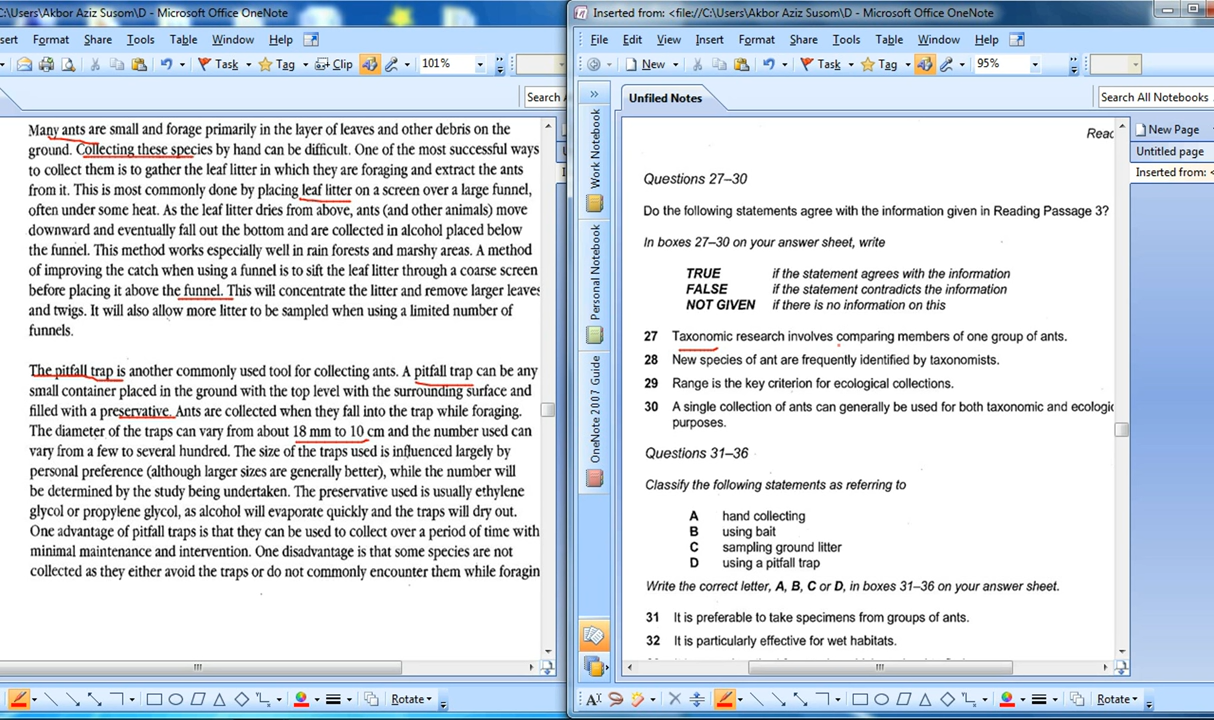 C:\Users\Akbor Aziz Susom\D - Microsoft Office OneNote
sert Format Share Tools Table Window Help
Task Tag Clip 101%
Search A
Many ants are small and forage primarily in the layer of leaves and other debris on the
ground. Collecting these species by hand can be difficult. One of the most successful ways
to collect them is to gather the leaf litter in which they are foraging and extract the ants
from it. This is most commonly done by placing leaf litter on a screen over a large funnel,
often under some heat. As the leaf litter dries from above, ants (and other animals) move
downward and eventually fall out the bottom and are collected in alcohol placed below
the funnel. This method works especially well in rain forests and marshy areas. A method
of improving the catch when using a funnel is to sift the leaf litter through a coarse screen
before placing it above the funnel. This will concentrate the litter and remove larger leaves
and twigs. It will also allow more litter to be sampled when using a limited number of
funnels.
The pitfall trap is another commonly used tool for collecting ants. A pitfall trap can be any
small container placed in the ground with the top level with the surrounding surface and
filled with a preservative. Ants are collected when they fall into the trap while foraging.
The diameter of the traps can vary from about 18 mm to 10 cm and the number used can
vary from a few to several hundred. The size of the traps used is influenced largely by
personal preference (although larger sizes are generally better), while the number will
be determined by the study being undertaken. The preservative used is usually ethylene
glycol or propylene glycol, as alcohol will evaporate quickly and the traps will dry out.
One advantage of pitfall traps is that they can be used to collect over a period of time with
minimal maintenance and intervention. One disadvantage is that some species are not
collected as they either avoid the traps or do not commonly encounter them while foragin
Rotate
Inserted from: <file://C:\Users\Akbor Aziz Susom\D - Microsoft Office OneNote
File Edit View Insert Format Share Tools Table Window Help
New Task Tag 95%
Unfiled Notes
Search All Notebooks
Work Notebook
Personal Notebook
OneNote 2007 Guide
New Page
Untitled page
Inserted from: <
Reac
Questions 27–30
Do the following statements agree with the information given in Reading Passage 3?
In boxes 27–30 on your answer sheet, write
TRUE if the statement agrees with the information
FALSE if the statement contradicts the information
NOT GIVEN if there is no information on this
27 Taxonomic research involves comparing members of one group of ants.
28 New species of ant are frequently identified by taxonomists.
29 Range is the key criterion for ecological collections.
30 A single collection of ants can generally be used for both taxonomic and ecologic
purposes.
Questions 31–36
Classify the following statements as referring to
A hand collecting
B using bait
C sampling ground litter
D using a pitfall trap
Write the correct letter, A, B, C or D, in boxes 31–36 on your answer sheet.
31 It is preferable to take specimens from groups of ants.
32 It is particularly effective for wet habitats.
Rotate